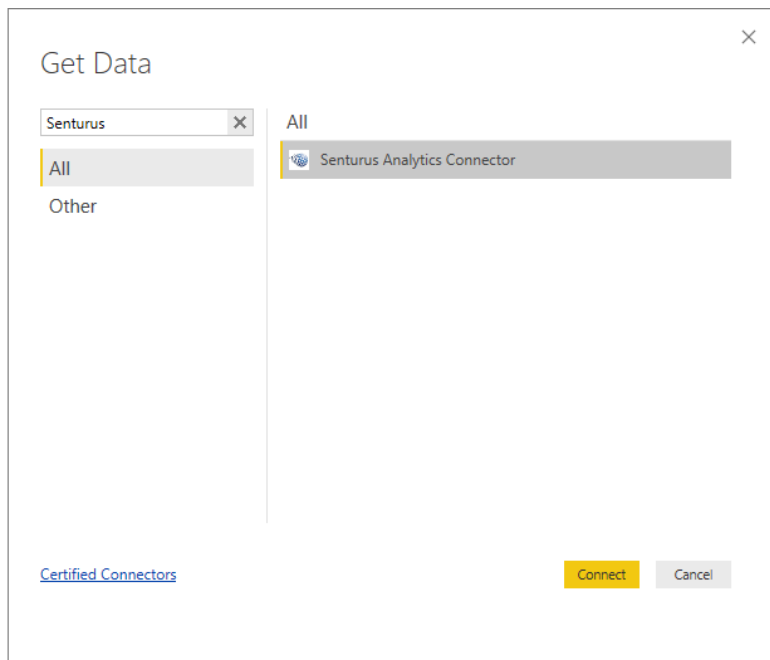 Get Data
Senturus
All
Other
All
Senturus Analytics Connector
Certified Connectors
Connect
Cancel